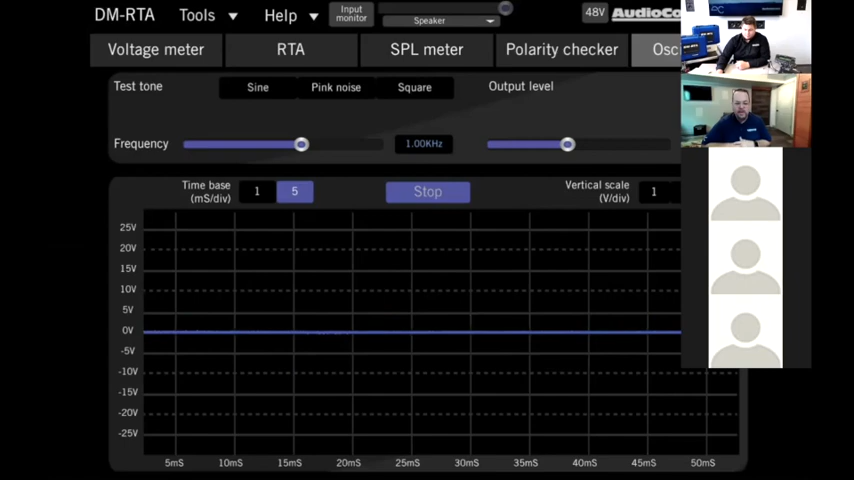 DM-RTA Tools Help Input monitor Speaker 48V AudioCo
Voltage meter RTA SPL meter Polarity checker Osc
Test tone Sine Pink noise Square Output level
Frequency 1.00KHz
Time base (mS/div) 1 5 Stop Vertical scale (V/div) 1
25V
20V
15V
10V
5V
0V
-5V
-10V
-15V
-20V
-25V
5mS 10mS 15mS 20mS 25mS 30mS 35mS 40mS 45mS 50mS